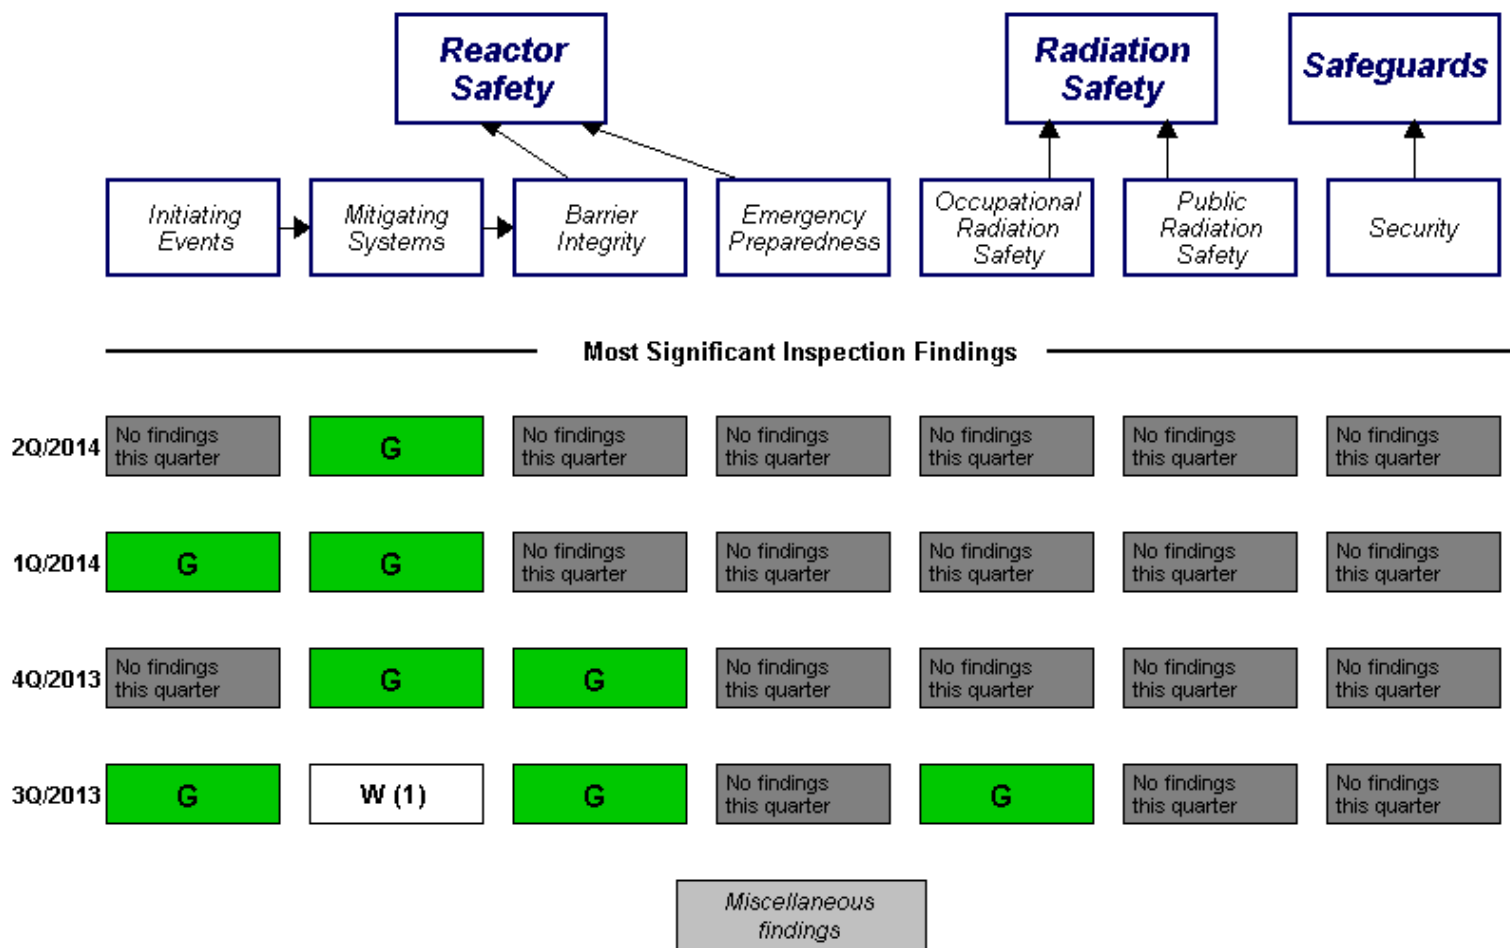 Reactor
Safety
Radiation
Safety
Safeguards
Initiating
Events
Mitigating
Systems
Barrier
Integrity
Emergency
Preparedness
Occupational
Radiation
Safety
Public
Radiation
Safety
Security
Most Significant Inspection Findings
2Q/2014
No findings
this quarter
G
No findings
this quarter
No findings
this quarter
No findings
this quarter
No findings
this quarter
No findings
this quarter
1Q/2014
G
G
No findings
this quarter
No findings
this quarter
No findings
this quarter
No findings
this quarter
No findings
this quarter
4Q/2013
No findings
this quarter
G
G
No findings
this quarter
No findings
this quarter
No findings
this quarter
No findings
this quarter
3Q/2013
G
W (1)
G
No findings
this quarter
G
No findings
this quarter
No findings
this quarter
Miscellaneous
findings